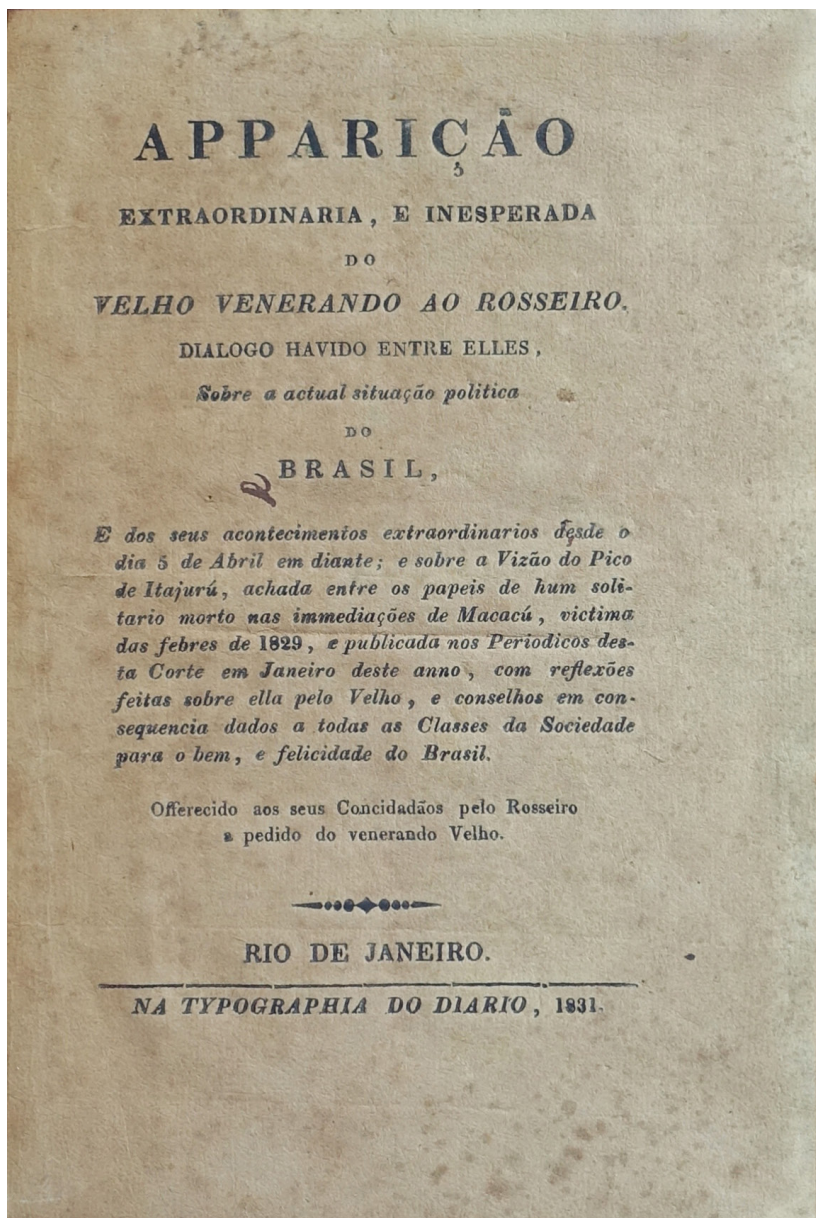 APPARIÇÃO
EXTRAORDINARIA, E INESPERADA
DO
VELHO VENERANDO AO ROSSEIRO.
DIALOGO HAVIDO ENTRE ELLES,
Sobre a actual situação politica
DO
BRASIL,
E dos seus acontecimentos extraordinarios desde o
dia 5 de Abril em diante; e sobre a Vizão do Pico
de Itajurú, achada entre os papeis de hum soli-
tario morto nas immediações de Macacú, victima
das febres de 1829, e publicada nos Periodicos des-
ta Corte em Janeiro deste anno, com reflexões
feitas sobre ella pelo Velho, e conselhos em con-
sequencia dados a todas as Classes da Sociedade
para o bem, e felicidade do Brasil.
Offerecido aos seus Concidadãos pelo Rosseiro
a pedido do venerando Velho.
RIO DE JANEIRO.
NA TYPOGRAPHIA DO DIARIO, 1831.